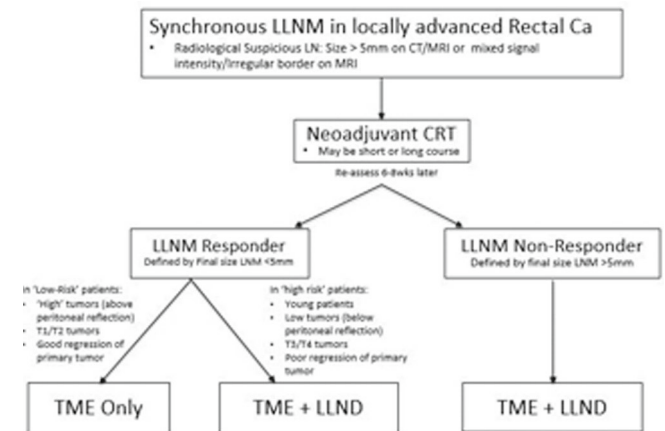 Synchronous LLNM in locally advanced Rectal Ca
• Radiological Suspicious LN: Size > 5mm on CT/MRI or mixed signal
intensity/Irregular border on MRI
Neoadjuvant CRT
• May be short or long course
Re-assess 6-8wks later
LLNM Responder
Defined by Final size LNM <5mm
LLNM Non-Responder
Defined by final size LNM >5mm
In 'Low-Risk' patients:
• 'High' tumors (above
peritoneal reflection)
• T1/T2 tumors
• Good regression of
primary tumor
In 'high risk' patients:
• Young patients
• Low tumors (below
peritoneal reflection)
• T3/T4 tumors
• Poor regression of primary
tumor
TME Only
TME + LLND
TME + LLND